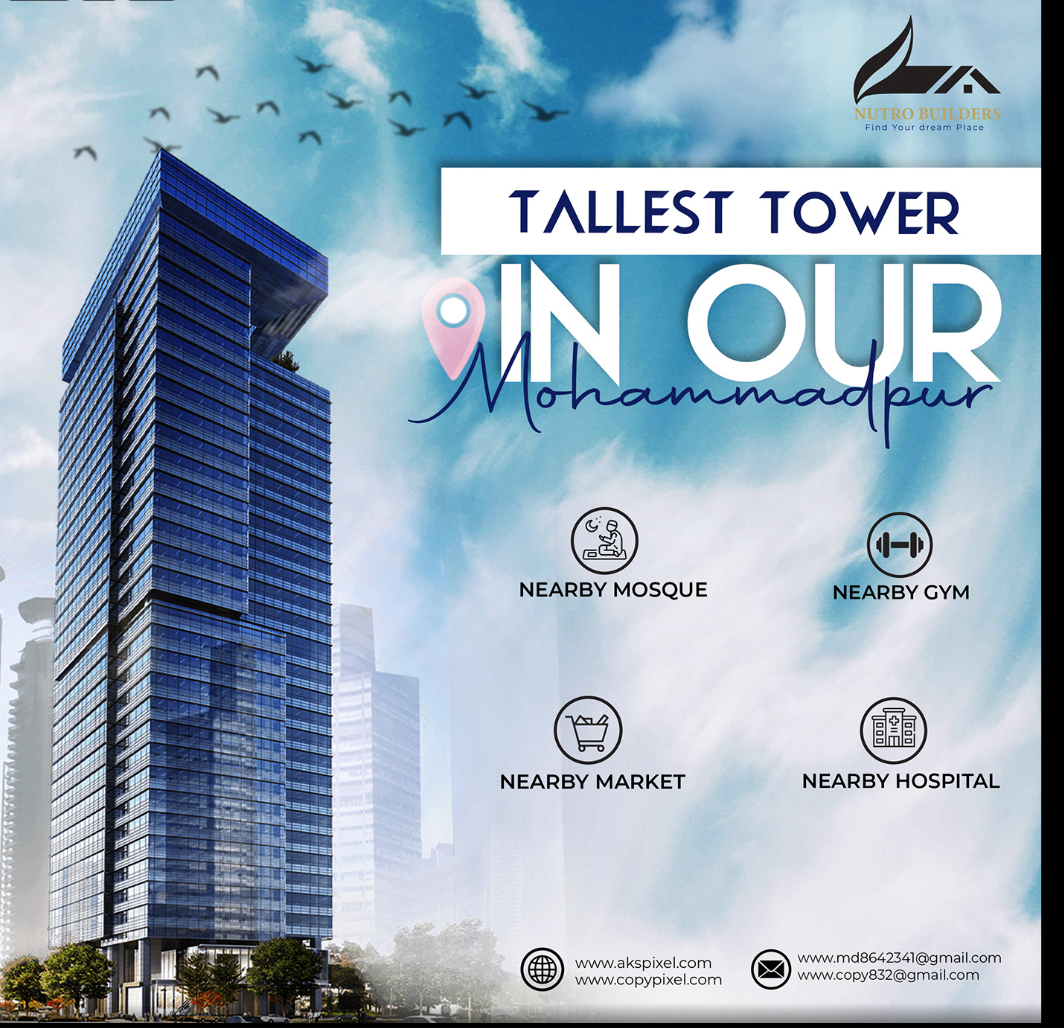 NUTRO BUILDERS
Find Your dream Place
TALLEST TOWER
IN OUR
Mohammadpur
NEARBY MOSQUE
NEARBY GYM
NEARBY MARKET
NEARBY HOSPITAL
www.akspixel.com
www.copypixel.com
www.md8642341@gmail.com
www.copy832@gmail.com